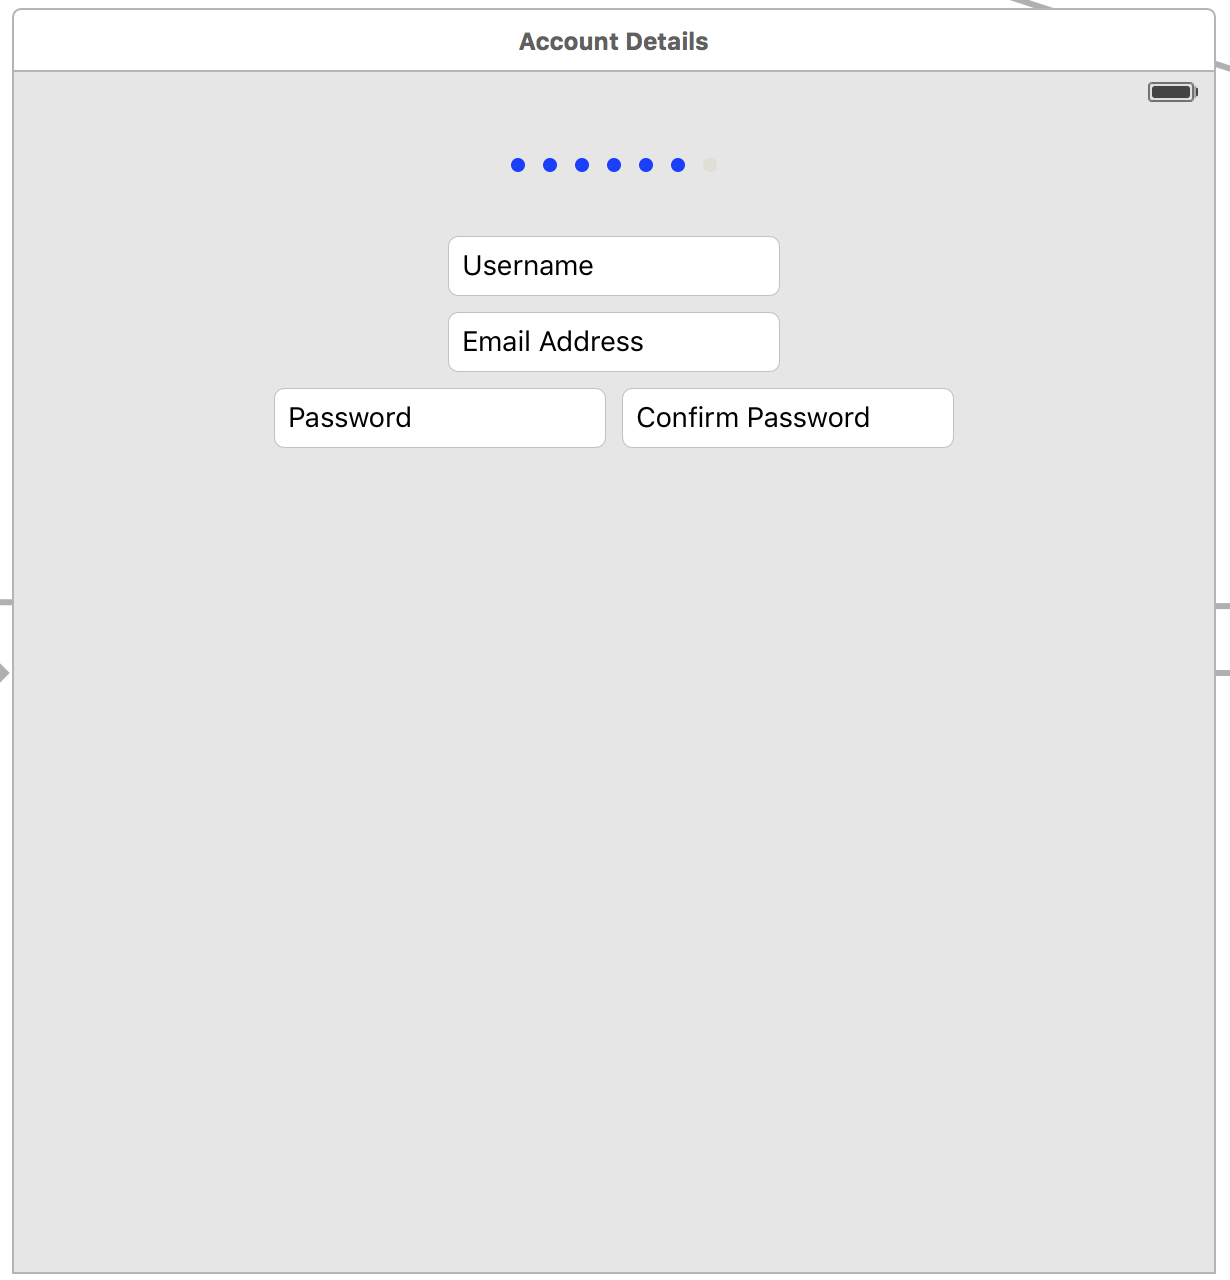 Account Details
Username
Email Address
Password Confirm Password